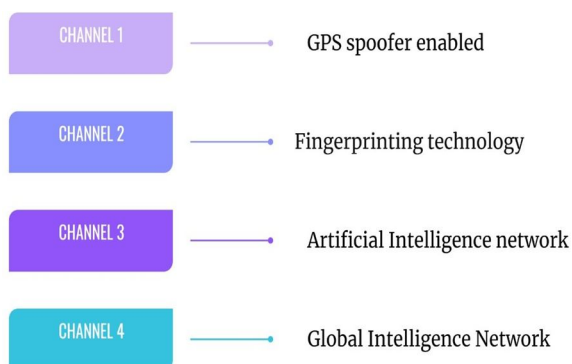 CHANNEL 1
GPS spoofer enabled
CHANNEL 2
Fingerprinting technology
CHANNEL 3
Artificial Intelligence network
CHANNEL 4
Global Intelligence Network